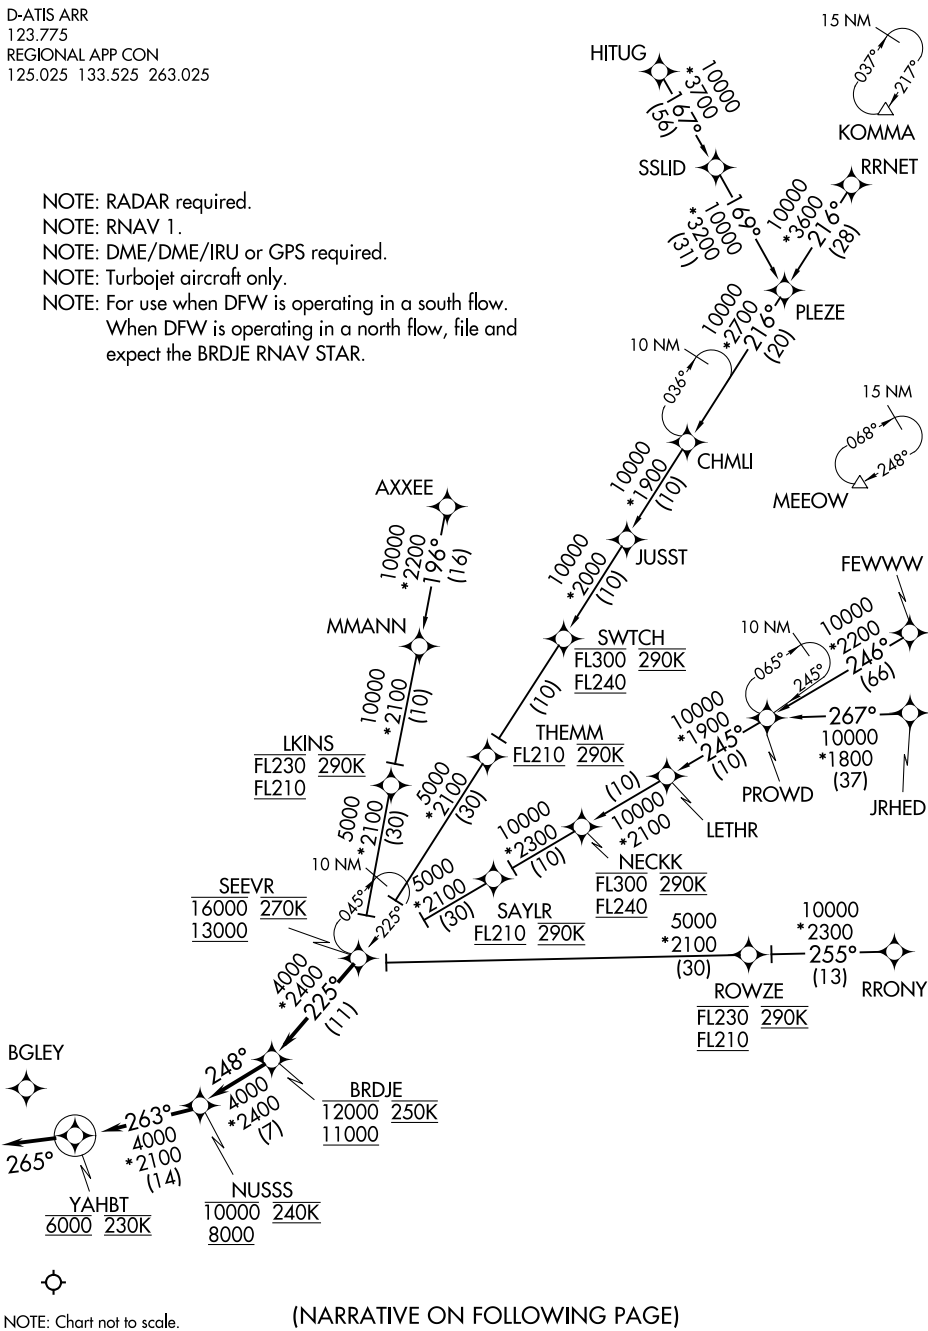 D-ATIS ARR
123.775
REGIONAL APP CON
125.025 133.525 263.025
NOTE: RADAR required.
NOTE: RNAV 1.
NOTE: DME/DME/IRU or GPS required.
NOTE: Turbojet aircraft only.
NOTE: For use when DFW is operating in a south flow.
When DFW is operating in a north flow, file and
expect the BRDJE RNAV STAR.
HITUG
10000
*3700
167°
(56)
15 NM
037°
217°
KOMMA
SSLID
169°
10000
*3200
(31)
RRNET
10000
*3600
216°
(28)
PLEZE
10000
*2700
216°
(20)
10 NM
036°
CHMLI
15 NM
068°
248°
MEEOW
10000
*1900
(10)
JUSST
10000
*2000
(10)
AXXEE
10000
*2200
196°
(16)
MMANN
10000
*2100
(10)
SWTCH
FL300 290K
FL240
(10)
FEWWW
10000
*2200
246°
(66)
10 NM
065°
245°
267°
10000
*1800
(37)
JRHED
PROWD
10000
*1900
245°
(10)
LETHR
LKINS
FL230 290K
FL210
5000
*2100
(30)
THEMM
FL210 290K
5000
*2100
(30)
(10)
10000
*2100
NECKK
FL300 290K
FL240
10000
*2300
(10)
SAYLR
FL210 290K
5000
*2100
(30)
10 NM
045°
225°
SEEVR
16000 270K
13000
5000
*2100
(30)
ROWZE
FL230 290K
FL210
10000
*2300
255°
(13)
RRONY
4000
*2400
225°
(11)
BRDJE
12000 250K
11000
248°
4000
*2400
(7)
BGLEY
NUSSS
10000 240K
8000
263°
4000
*2100
(14)
265°
YAHBT
6000 230K
NOTE: Chart not to scale.
(NARRATIVE ON FOLLOWING PAGE)